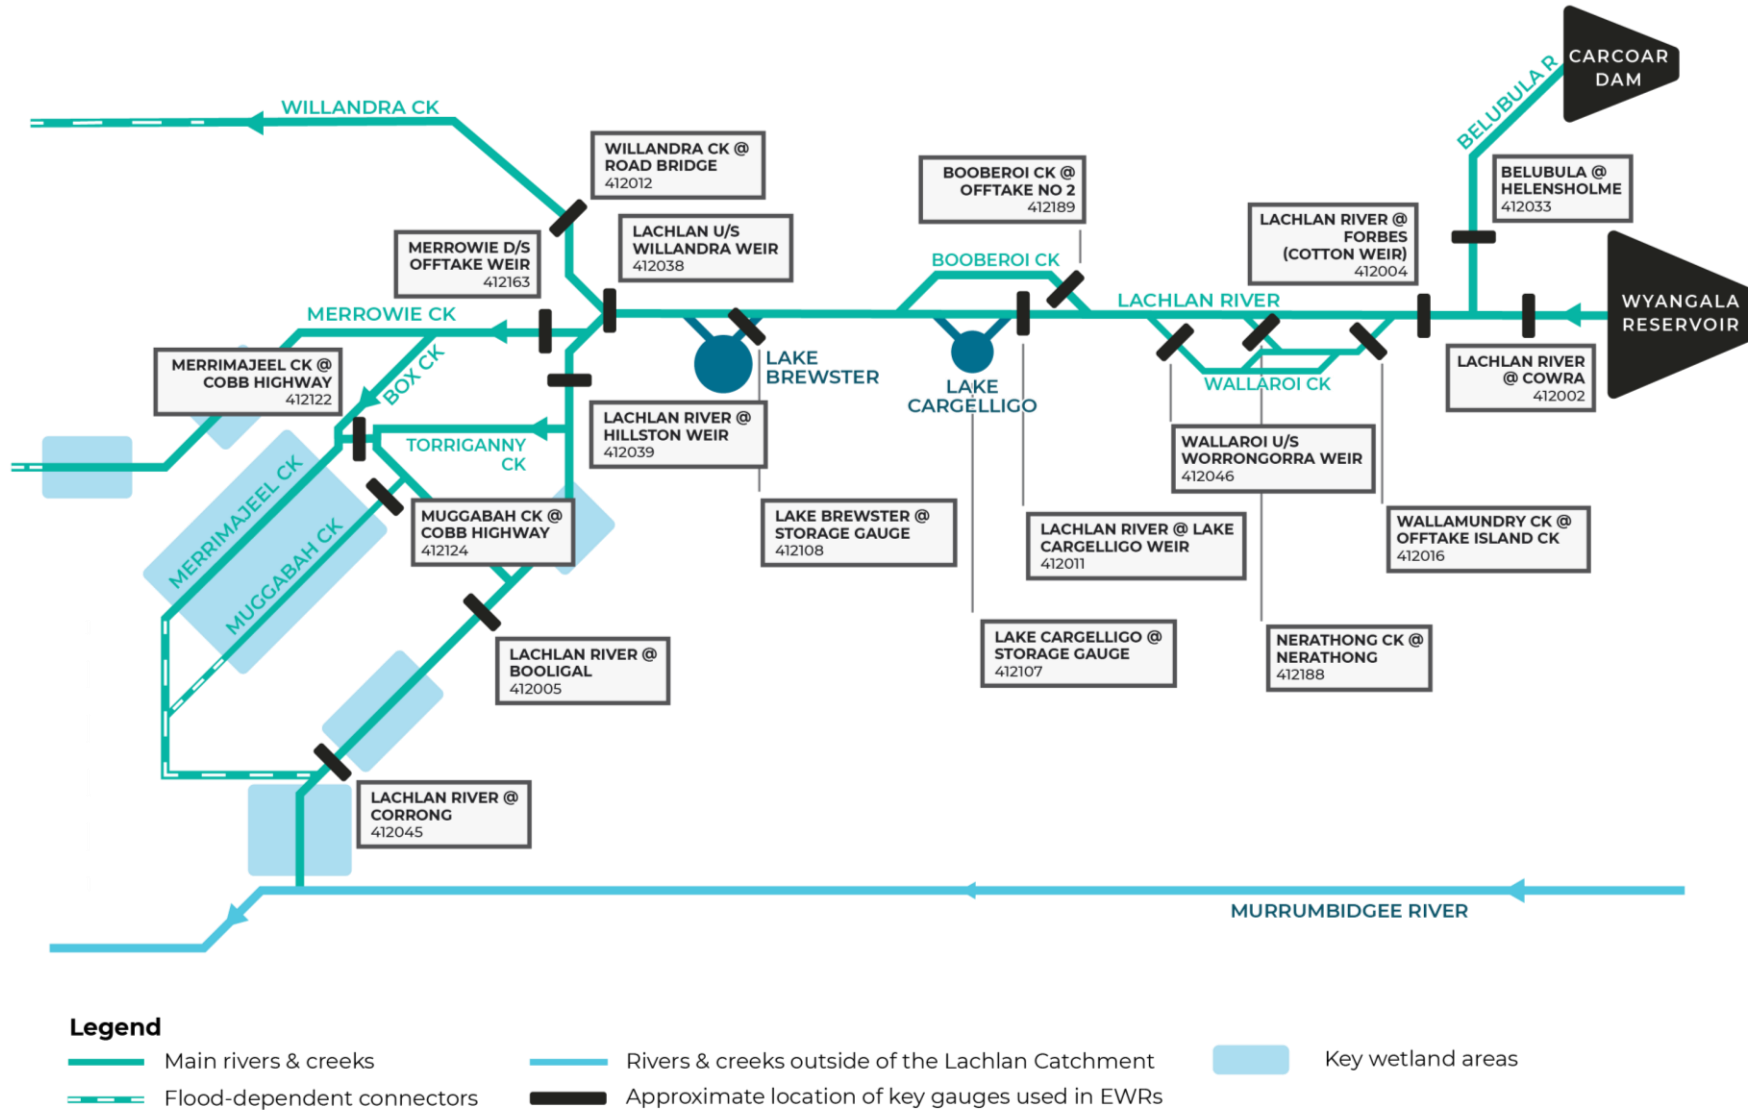 CARCOAR
DAM
BELUBULA R
WILLANDRA CK
WILLANDRA CK @
ROAD BRIDGE
412012
BOOBEROI CK @
OFFTAKE NO 2
412189
BELUBULA @
HELENSHOLME
412033
LACHLAN RIVER @
FORBES
(COTTON WEIR)
412004
LACHLAN U/S
WILLANDRA WEIR
412038
MERROWIE D/S
OFFTAKE WEIR
412163
BOOBEROI CK
LACHLAN RIVER
WYANGALA
RESERVOIR
MERROWIE CK
MERRIMAJEEL CK @
COBB HIGHWAY
412122
BOX CK
LAKE
BREWSTER
LAKE
CARGELLIGO
WALLAROI CK
LACHLAN RIVER
@ COWRA
412002
LACHLAN RIVER @
HILLSTON WEIR
412039
TORRIGANNY
CK
WALLAROI U/S
WORRONGORRA WEIR
412046
MERRIMAJEEL CK
MUGGABAH CK
MUGGABAH CK @
COBB HIGHWAY
412124
LAKE BREWSTER @
STORAGE GAUGE
412108
LACHLAN RIVER @ LAKE
CARGELLIGO WEIR
412011
WALLAMUNDRY CK @
OFFTAKE ISLAND CK
412016
LACHLAN RIVER @
BOOLIGAL
412005
LAKE CARGELLIGO @
STORAGE GAUGE
412107
NERATHONG CK @
NERATHONG
412188
LACHLAN RIVER @
CORRONG
412045
MURRUMBIDGEE RIVER
Legend
Main rivers & creeks
Rivers & creeks outside of the Lachlan Catchment
Key wetland areas
Flood-dependent connectors
Approximate location of key gauges used in EWRs